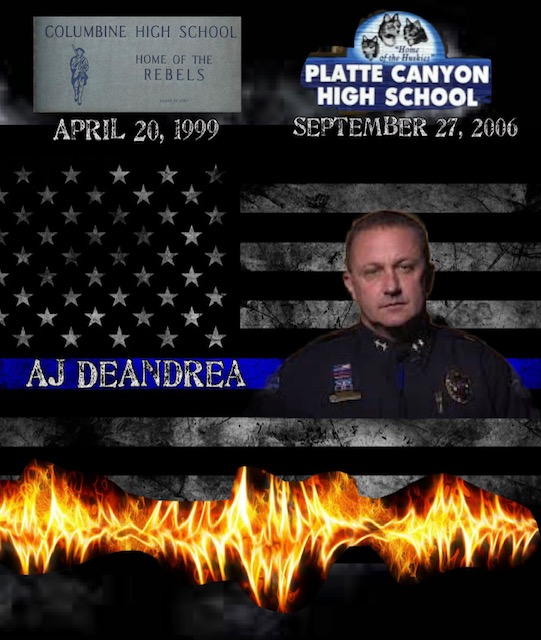 COLUMBINE HIGH SCHOOL
HOME OF THE
REBELS
APRIL 20, 1999
"Home
of the Huskies"
PLATTE CANYON
HIGH SCHOOL
SEPTEMBER 27, 2006
AJ DEANDREA